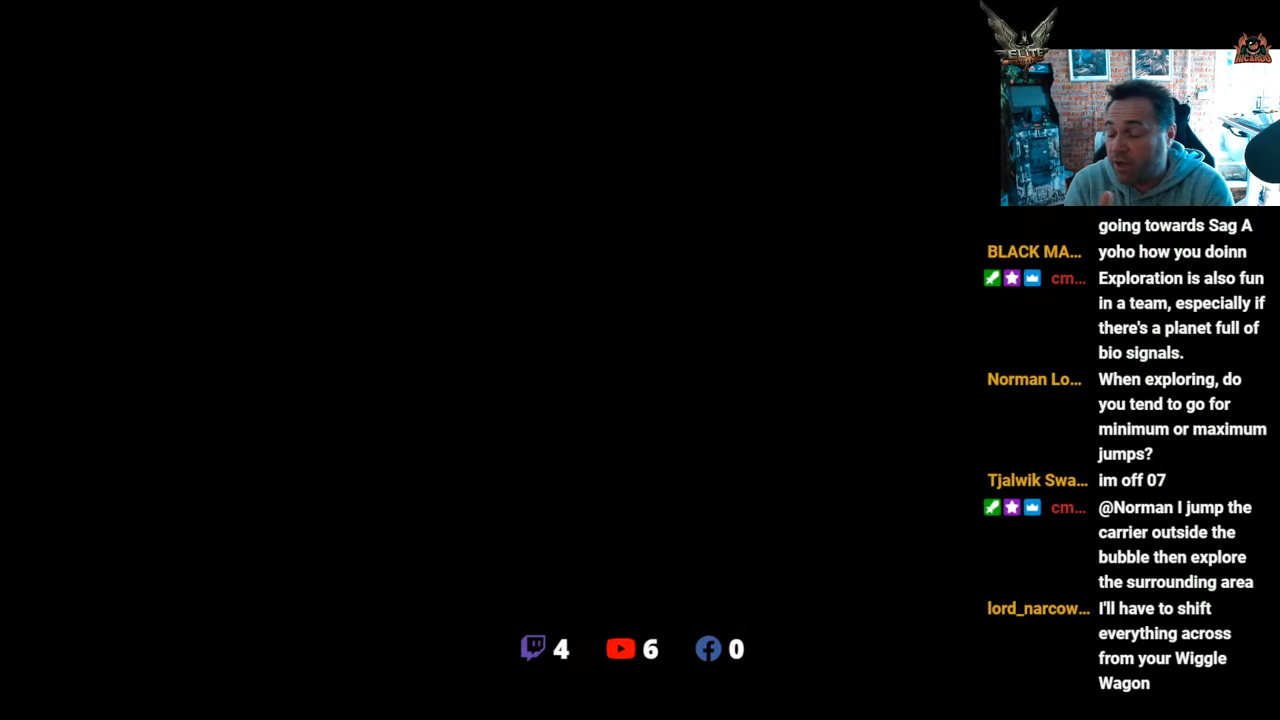 ELITE
RICARDO
going towards Sag A
BLACK MA... yoho how you doinn
cm... Exploration is also fun
in a team, especially if
there's a planet full of
bio signals.
Norman Lo... When exploring, do
you tend to go for
minimum or maximum
jumps?
Tjalwik Swa... im off 07
cm... @Norman I jump the
carrier outside the
bubble then explore
the surrounding area
lord_narcow... I'll have to shift
everything across
from your Wiggle
Wagon
4 6 0